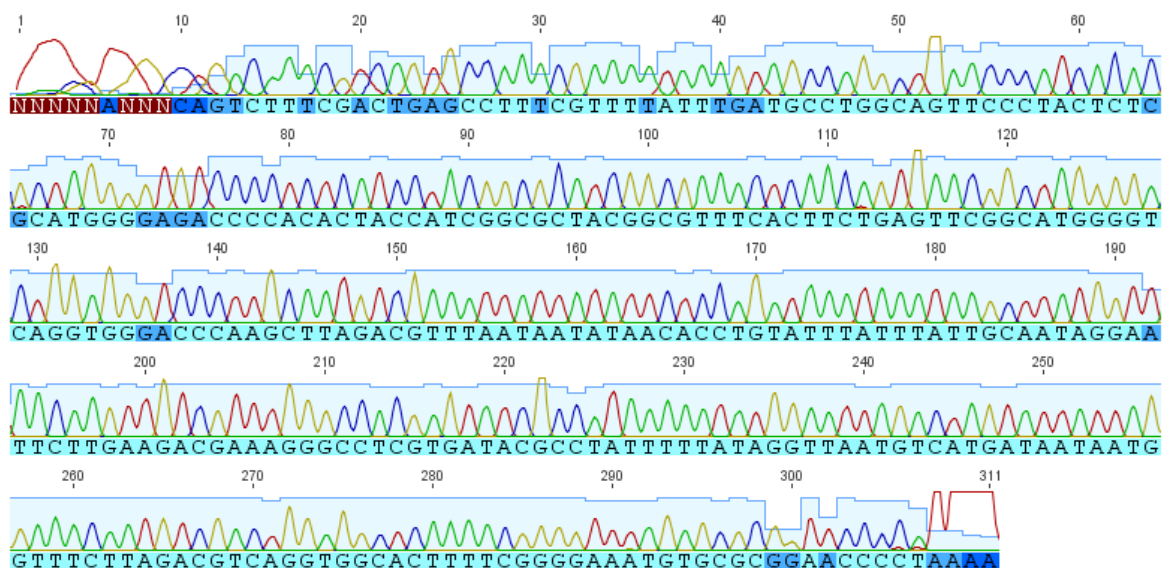 1 10 20 30 40 50 60
NNNNNANNNCAGTCTTTCGACTGAGCCTTTCGTTTTATTTGATGCCTGGCAGTTCCCTACTCTC
70 80 90 100 110 120
GCATGGGGAGACCCCACACTACCATCGGCGCTACGGCGTTTCACTTCTGAGTTCGGCATGGGGT
130 140 150 160 170 180 190
CAGGTGGGACCCAAGCTTAGACGTTTAATAATATAACACCTGTATTTATTTATTGCAATAGGAA
200 210 220 230 240 250
TTCTTGAAGACGAAAGGGCCTCGTGATACGCCTATTTTTATAGGTTAATGTCATGATAATAATG
260 270 280 290 300 311
GTTTCTTAGACGTCAGGTGGCACTTTTCGGGGAAATGTGCGCGGAACCCCTAAAA